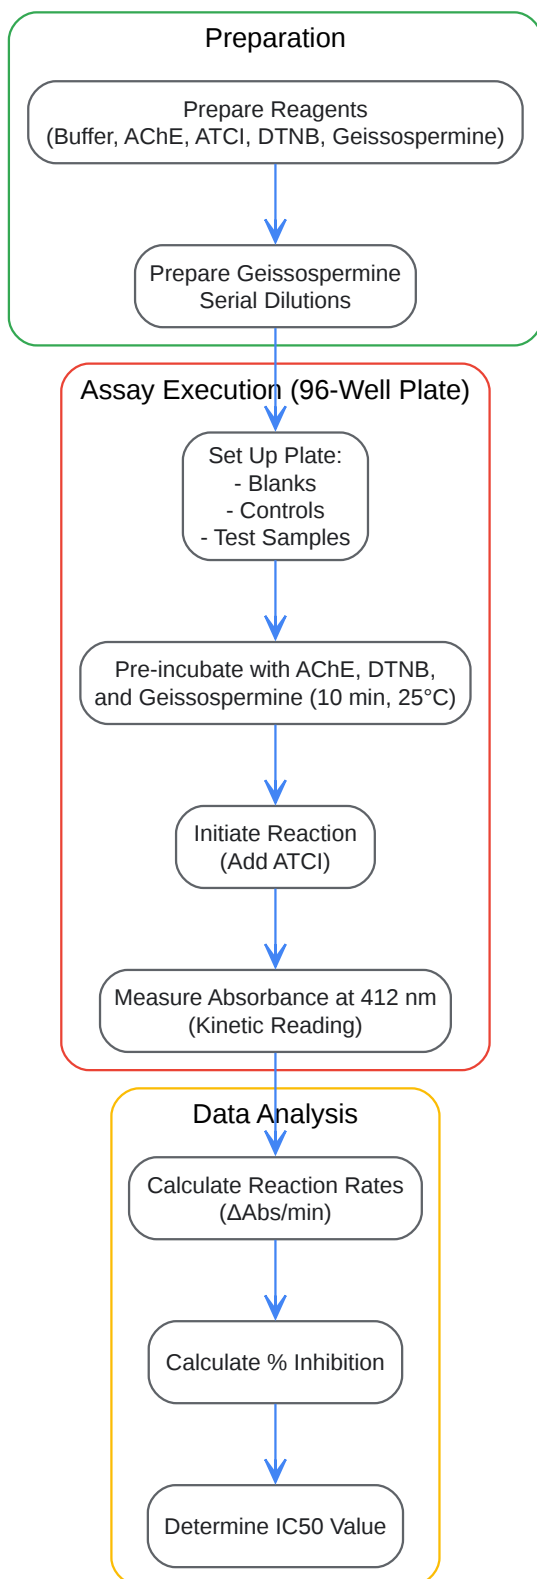 Preparation
Prepare Reagents
(Buffer, AChE, ATCI, DTNB, Geissospermine)
Prepare Geissospermine
Serial Dilutions
Assay Execution (96-Well Plate)
Set Up Plate:
- Blanks
- Controls
- Test Samples
Pre-incubate with AChE, DTNB,
and Geissospermine (10 min, 25°C)
Initiate Reaction
(Add ATCI)
Measure Absorbance at 412 nm
(Kinetic Reading)
Data Analysis
Calculate Reaction Rates
(ΔAbs/min)
Calculate % Inhibition
Determine IC50 Value